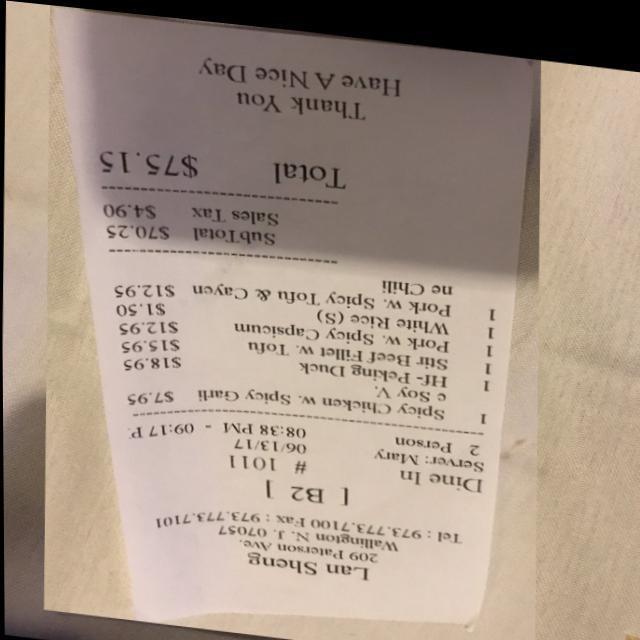 Lan Sheng
209 Paterson Ave.
Wallington N. J. 07057
Tel : 973.773.7100 Fax : 973.773.7101
[ B2 ]
Dine In # 1011
Server: Mary 06/13/17
2 Person 08:38 PM - 09:17 P
1 Spicy Chicken w. Spicy Garli $7.95
c Soy V.
1 Hf- Peking Duck $18.95
1 Stir Beef Fillet w. Tofu $15.95
1 Pork w. Spicy Capsicum $12.95
1 White Rice (S) $1.50
1 Pork w. Spicy Tofu & Cayen $12.95
ne Chili
SubTotal $70.25
Sales Tax $4.90
Total $75.15
Thank You
Have A Nice Day